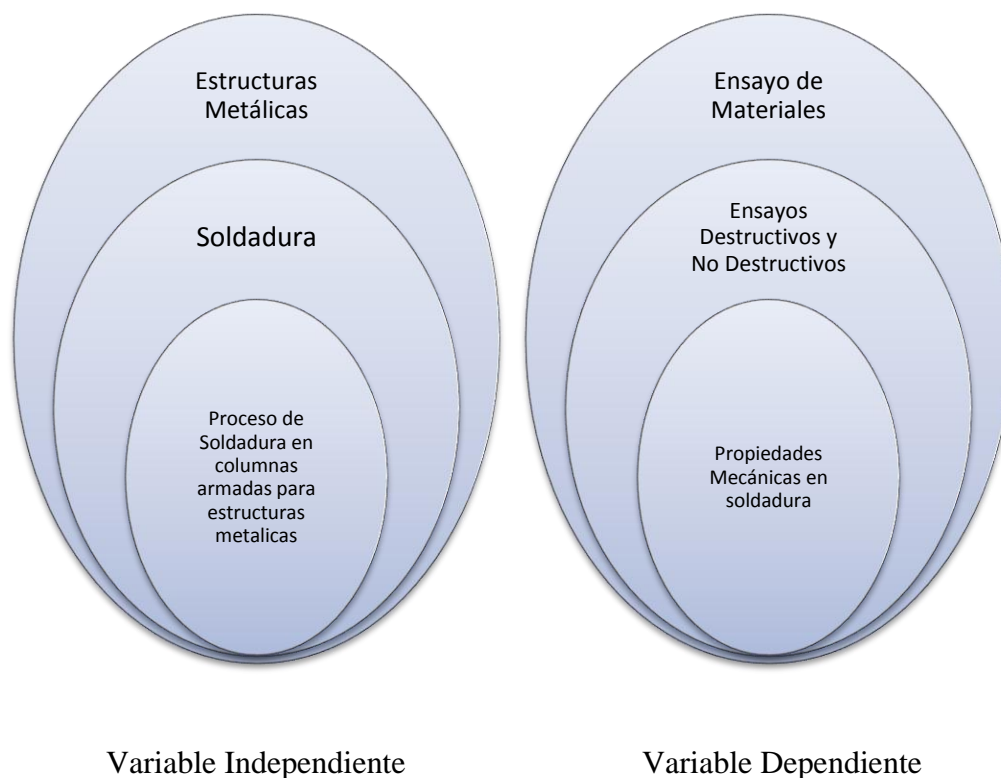 Estructuras
Metálicas
Soldadura
Proceso de
Soldadura en
columnas
armadas para
estructuras
metalicas
Ensayo de
Materiales
Ensayos
Destructivos y
No Destructivos
Propiedades
Mecánicas en
soldadura
Variable Independiente
Variable Dependiente